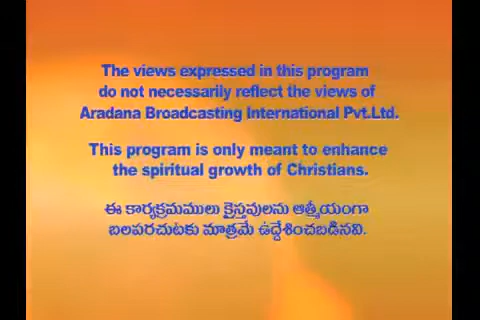 The views expressed in this program
do not necessarily reflect the views of
Aradana Broadcasting International Pvt.Ltd.
This program is only meant to enhance
the spiritual growth of Christians.
ఈ కార్యక్రమములు క్రైస్తవులను ఆత్మీయంగా
బలపరచుటకు మాత్రమే ఉద్దేశించబడినవి.